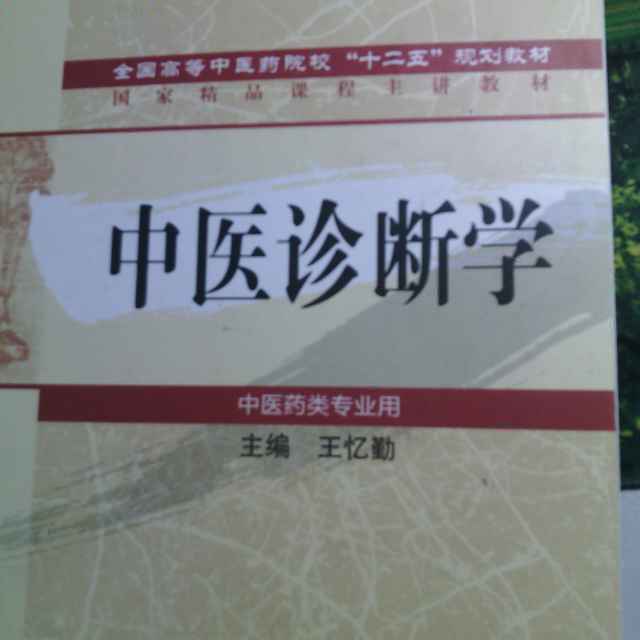 全国高等中医药院校“十二五”规划教材
国家精品课程主讲教材
中医诊断学
中医药类专业用
主编 王忆勤